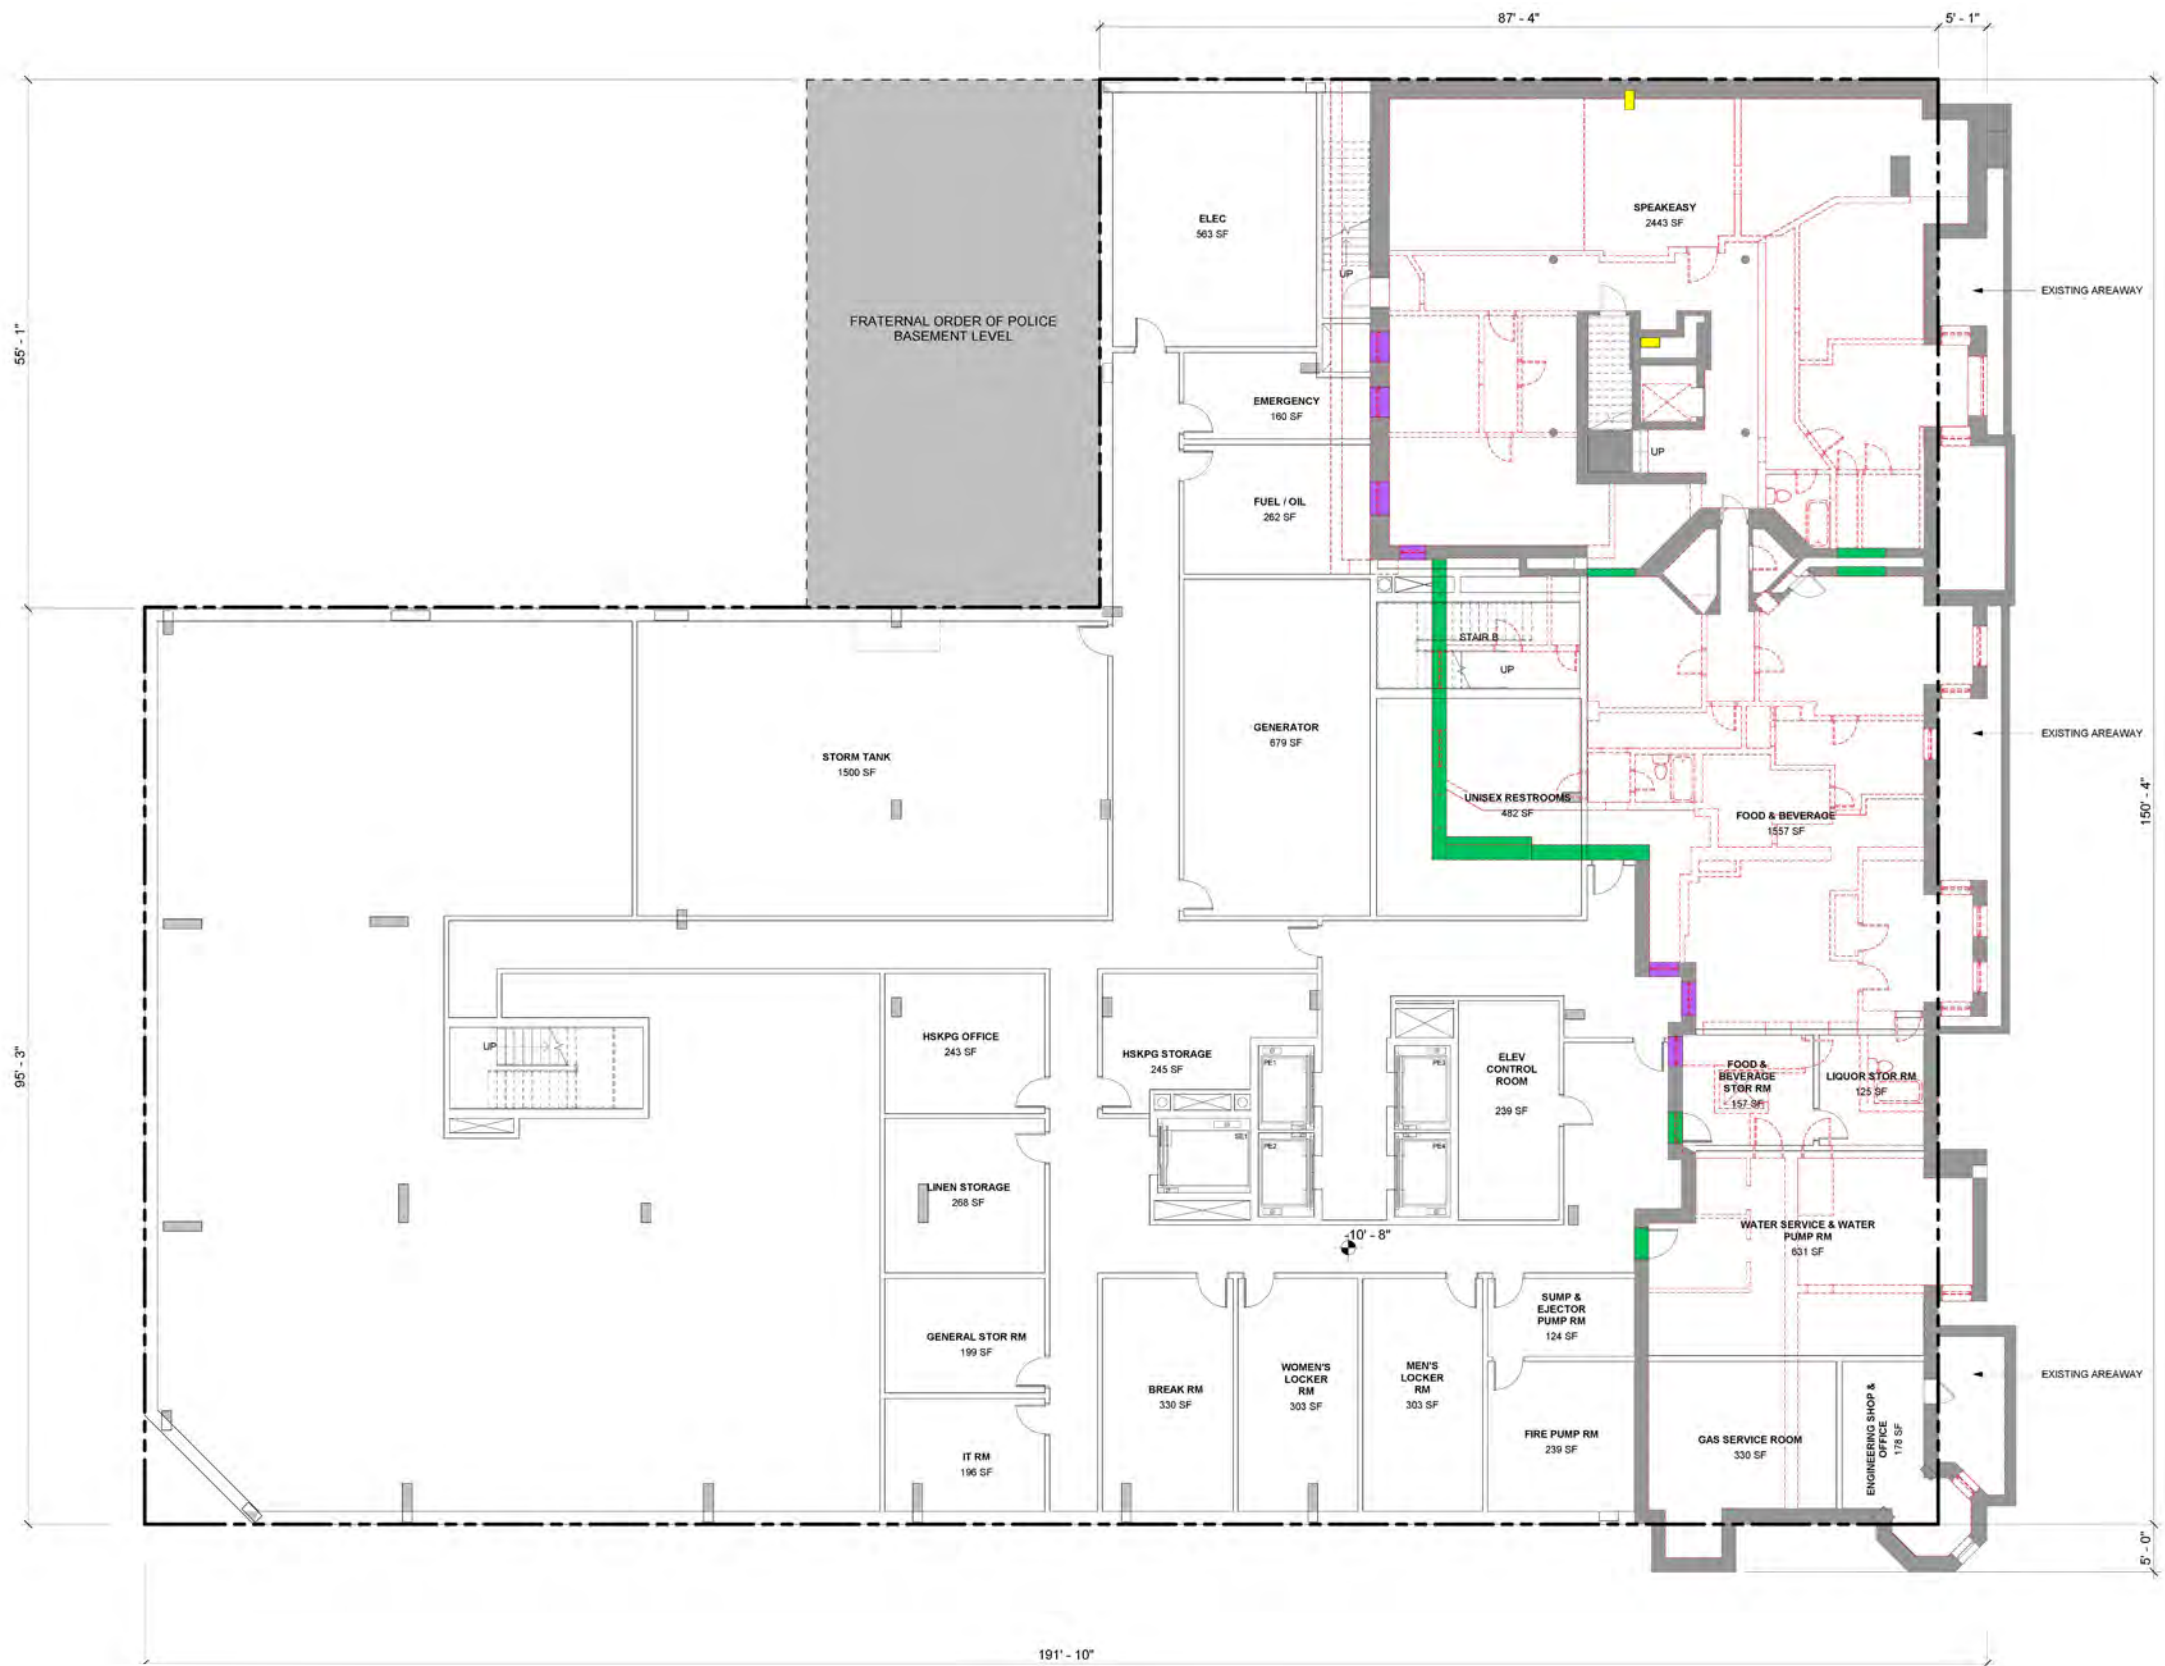 87' - 4"
5' - 1"
55' - 1"
95' - 3"
150' - 4"
5' - 0"
191' - 10"
FRATERNAL ORDER OF POLICE
BASEMENT LEVEL
ELEC
563 SF
UP
SPEAKEASY
2443 SF
EXISTING AREAWAY
EMERGENCY
160 SF
UP
FUEL / OIL
262 SF
STAIR B
UP
GENERATOR
679 SF
EXISTING AREAWAY
STORM TANK
1500 SF
UNISEX RESTROOMS
482 SF
FOOD & BEVERAGE
1557 SF
UP
HSKPG OFFICE
243 SF
HSKPG STORAGE
245 SF
PE1
PE2
PE3
PE4
SE1
ELEV
CONTROL
ROOM
239 SF
FOOD &
BEVERAGE
STOR RM
157 SF
LIQUOR STOR RM
125 SF
LINEN STORAGE
268 SF
-10' - 8"
WATER SERVICE & WATER
PUMP RM
631 SF
GENERAL STOR RM
199 SF
SUMP &
EJECTOR
PUMP RM
124 SF
BREAK RM
330 SF
WOMEN'S
LOCKER
RM
303 SF
MEN'S
LOCKER
RM
303 SF
EXISTING AREAWAY
IT RM
196 SF
FIRE PUMP RM
239 SF
GAS SERVICE ROOM
330 SF
ENGINEERING SHOP &
OFFICE
178 SF